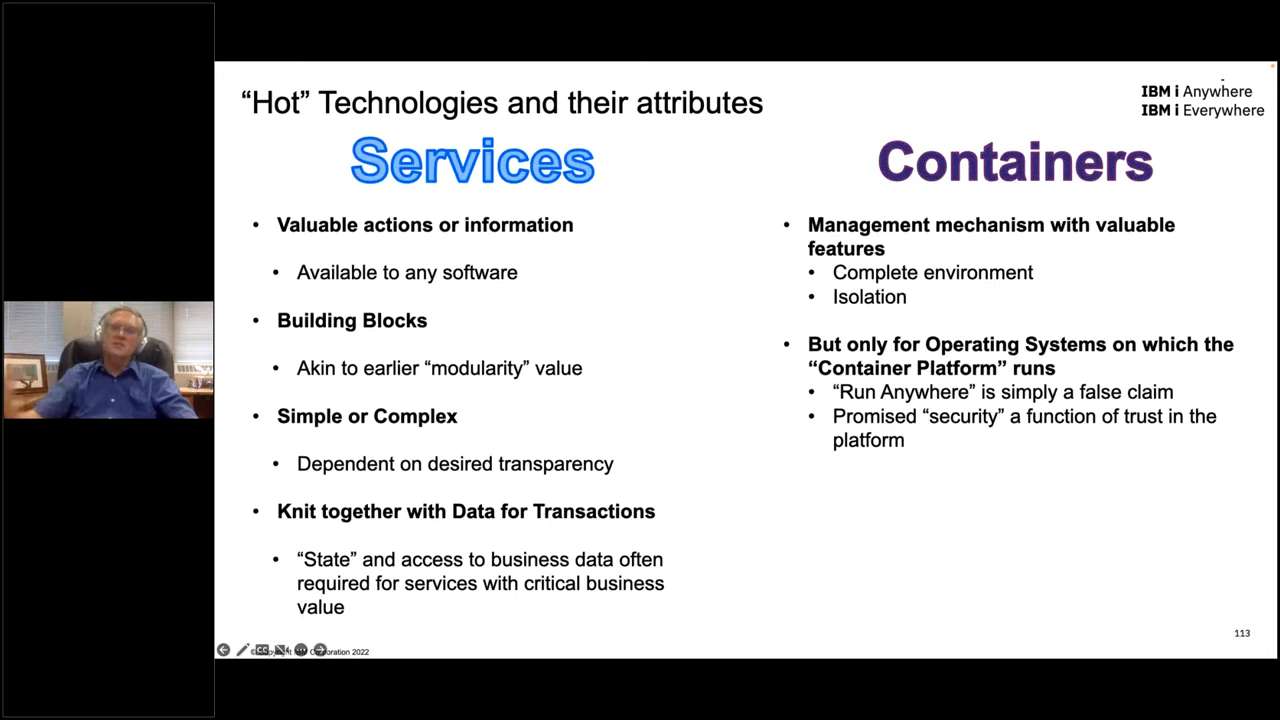 “Hot” Technologies and their attributes
IBM i Anywhere
IBM i Everywhere
Services
• Valuable actions or information
• Available to any software
• Building Blocks
• Akin to earlier “modularity” value
• Simple or Complex
• Dependent on desired transparency
• Knit together with Data for Transactions
• “State” and access to business data often
required for services with critical business
value
Containers
• Management mechanism with valuable
features
• Complete environment
• Isolation
• But only for Operating Systems on which the
“Container Platform” runs
• “Run Anywhere” is simply a false claim
• Promised “security” a function of trust in the
platform
113
© Copyright IBM Corporation 2022